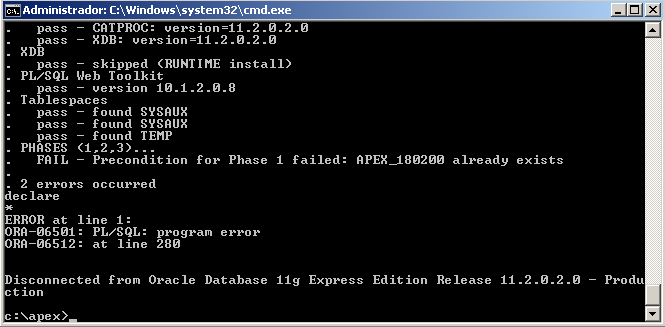 Administrador: C:\Windows\system32\cmd.exe
.   pass - CATPROC: version=11.2.0.2.0
.   pass - XDB: version=11.2.0.2.0
. XDB
.   pass - skipped (RUNTIME install)
. PL/SQL Web Toolkit
.   pass - version 10.1.2.0.8
. Tablespaces
.   pass - found SYSAUX
.   pass - found SYSAUX
.   pass - found TEMP
. PHASES (1,2,3)...
.   FAIL - Precondition for Phase 1 failed: APEX_180200 already exists
.
. 2 errors occurred
declare
*
ERROR at line 1:
ORA-06501: PL/SQL: program error
ORA-06512: at line 280
Disconnected from Oracle Database 11g Express Edition Release 11.2.0.2.0 - Produ
ction
c:\apex>_